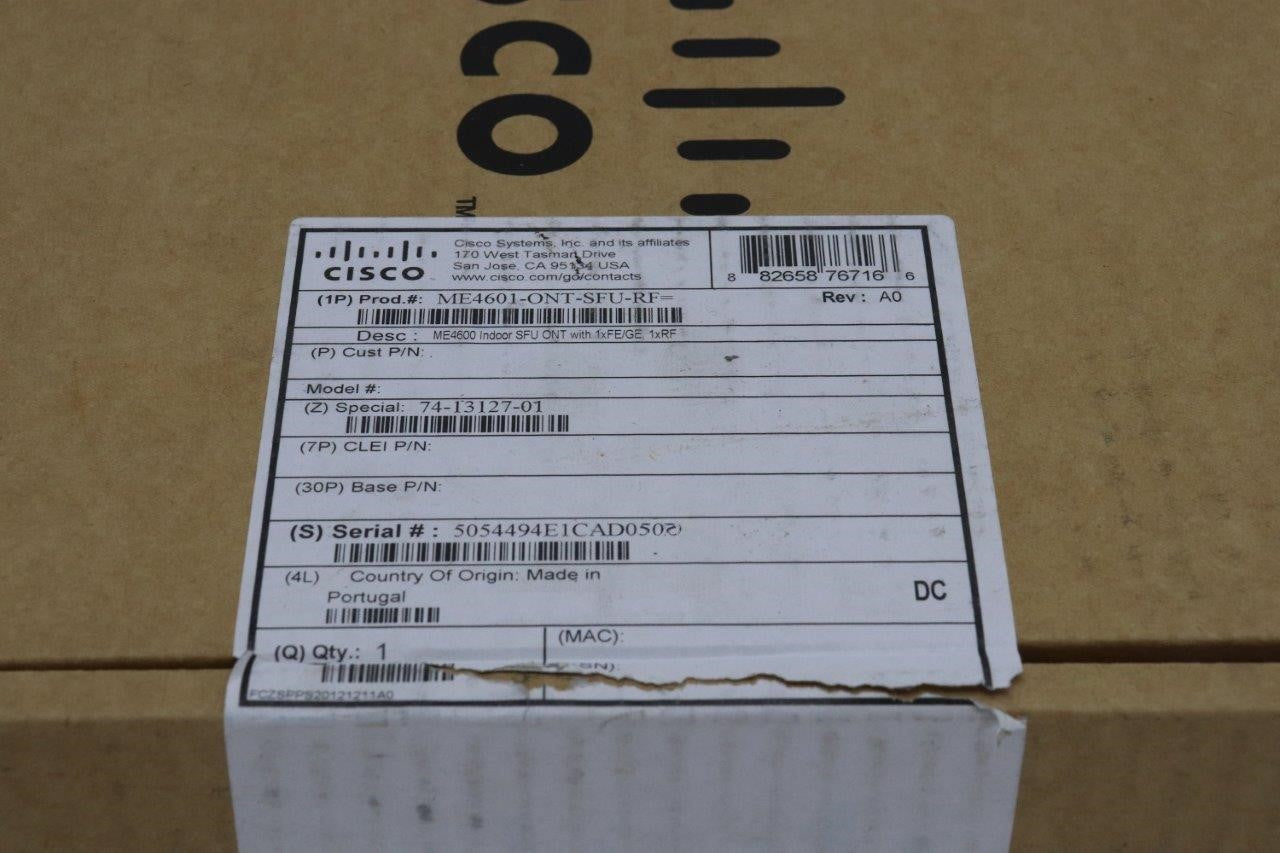 CO
TM
CISCO
Cisco Systems, Inc. and its affiliates
170 West Tasman Drive
San Jose, CA 95134 USA
www.cisco.com/go/contacts
8 82658 76716 6
(1P) Prod.#: ME4601-ONT-SFU-RF=
Rev : A0
Desc : ME4600 Indoor SFU ONT with 1xFE/GE, 1xRF
(P) Cust P/N:
Model #:
(Z) Special: 74-13127-01
(7P) CLEI P/N:
(30P) Base P/N:
(S) Serial # :
(4L) Country Of Origin: Made in
Portugal
DC
(Q) Qty.: 1
(MAC):
FCZSPPS20121211A0